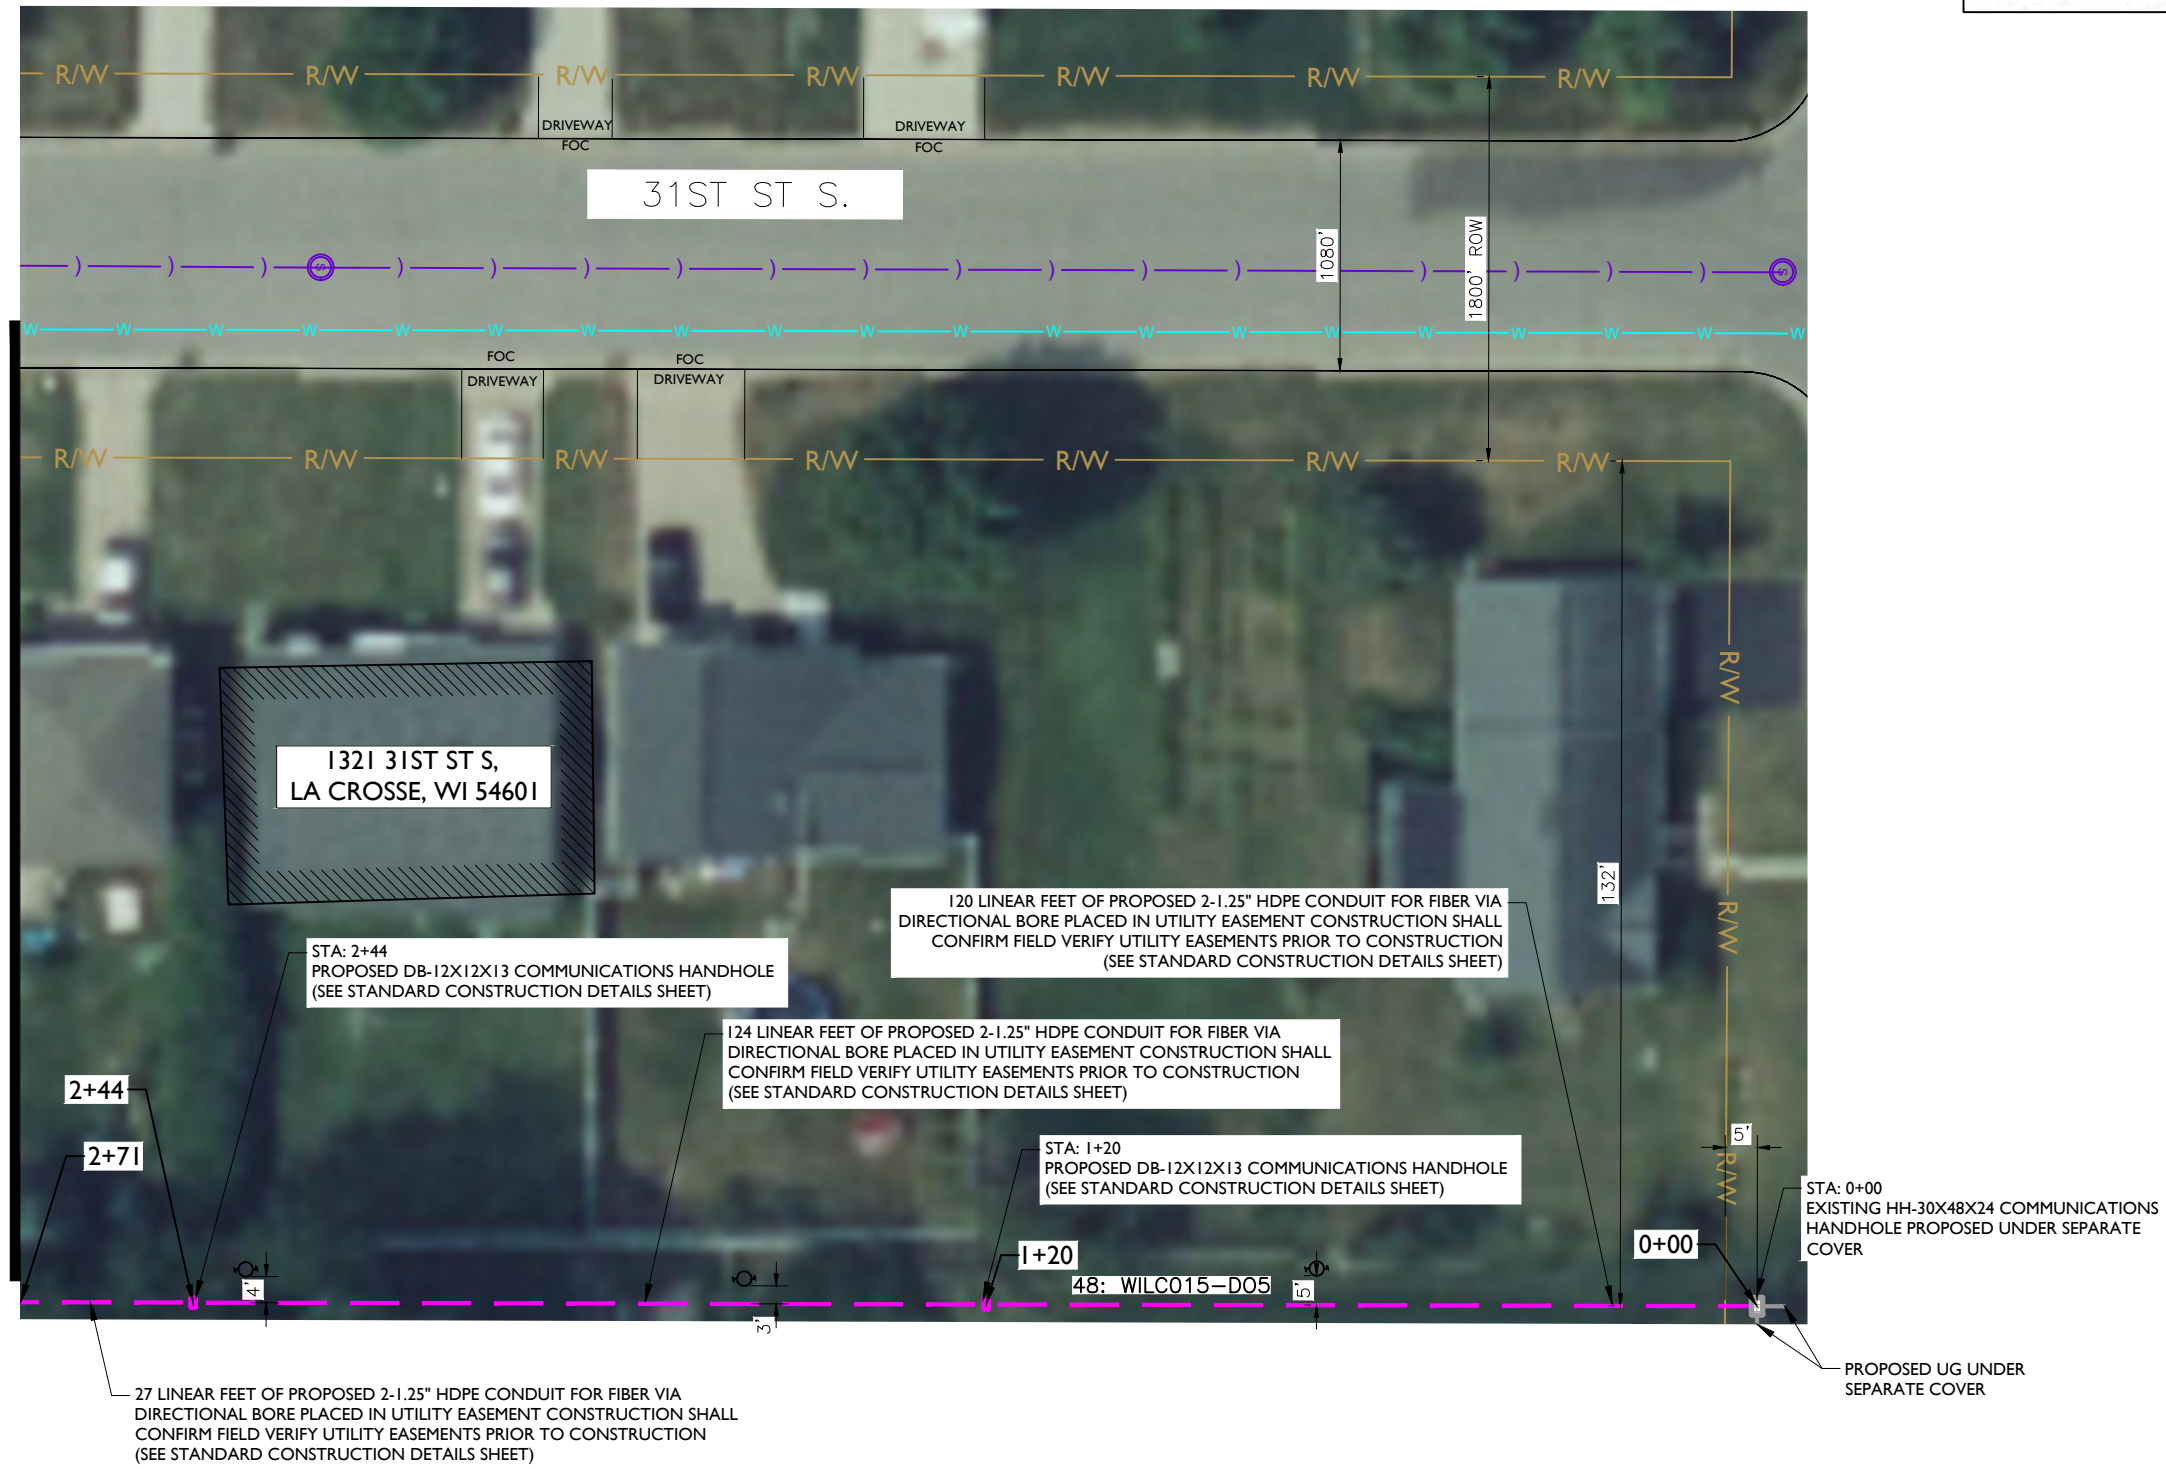 R/W R/W R/W R/W R/W R/W R/W
DRIVEWAY
FOC
DRIVEWAY
FOC
31ST ST S.
1080'
1800' ROW
S
S
W W W W W W W W W W W W W W W W W W W W
FOC
DRIVEWAY
FOC
DRIVEWAY
R/W R/W R/W R/W R/W R/W R/W
R/W
R/W
R/W
132'
1321 31ST ST S,
LA CROSSE, WI 54601
120 LINEAR FEET OF PROPOSED 2-1.25" HDPE CONDUIT FOR FIBER VIA
DIRECTIONAL BORE PLACED IN UTILITY EASEMENT CONSTRUCTION SHALL
CONFIRM FIELD VERIFY UTILITY EASEMENTS PRIOR TO CONSTRUCTION
(SEE STANDARD CONSTRUCTION DETAILS SHEET)
STA: 2+44
PROPOSED DB-12X12X13 COMMUNICATIONS HANDHOLE
(SEE STANDARD CONSTRUCTION DETAILS SHEET)
124 LINEAR FEET OF PROPOSED 2-1.25" HDPE CONDUIT FOR FIBER VIA
DIRECTIONAL BORE PLACED IN UTILITY EASEMENT CONSTRUCTION SHALL
CONFIRM FIELD VERIFY UTILITY EASEMENTS PRIOR TO CONSTRUCTION
(SEE STANDARD CONSTRUCTION DETAILS SHEET)
2+44
2+71
STA: 1+20
PROPOSED DB-12X12X13 COMMUNICATIONS HANDHOLE
(SEE STANDARD CONSTRUCTION DETAILS SHEET)
5'
STA: 0+00
EXISTING HH-30X48X24 COMMUNICATIONS
HANDHOLE PROPOSED UNDER SEPARATE
COVER
0+00
1+20
48: WILC015-D05
4'
3'
5'
PROPOSED UG UNDER
SEPARATE COVER
27 LINEAR FEET OF PROPOSED 2-1.25" HDPE CONDUIT FOR FIBER VIA
DIRECTIONAL BORE PLACED IN UTILITY EASEMENT CONSTRUCTION SHALL
CONFIRM FIELD VERIFY UTILITY EASEMENTS PRIOR TO CONSTRUCTION
(SEE STANDARD CONSTRUCTION DETAILS SHEET)